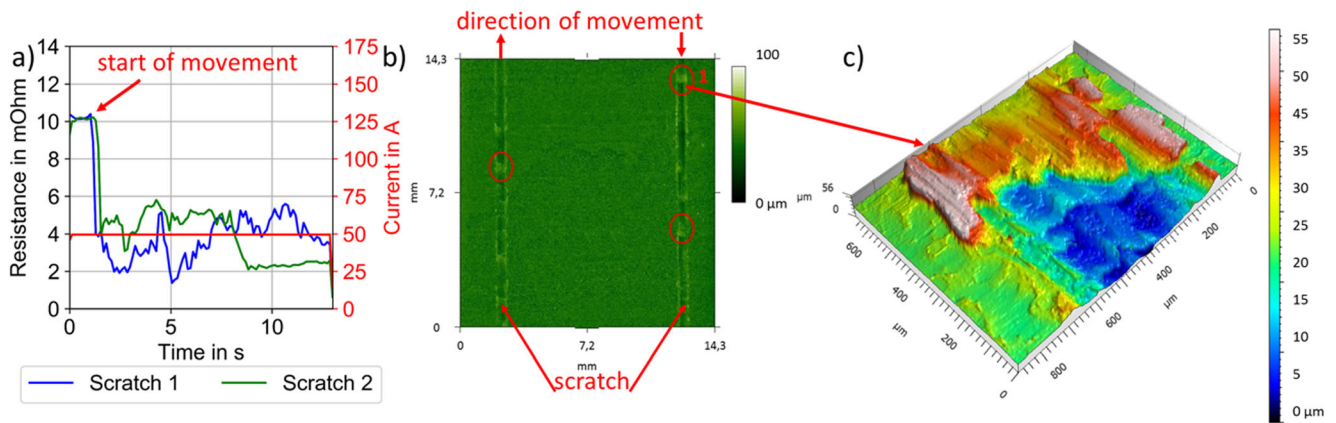 a)
14
12
10
8
6
4
2
0
Resistance in mOhm
start of movement
175
150
125
100
75
50
25
0
Current in A
0
5
10
Time in s
Scratch 1
Scratch 2
direction of movement
b)
14,3
7,2
0
mm
1
0
7,2
14,3
mm
scratch
100
0 µm
c)
56
0
µm
600
400
200
0
µm
800
600
400
200
0
µm
55
50
45
40
35
30
25
20
15
10
5
0 µm